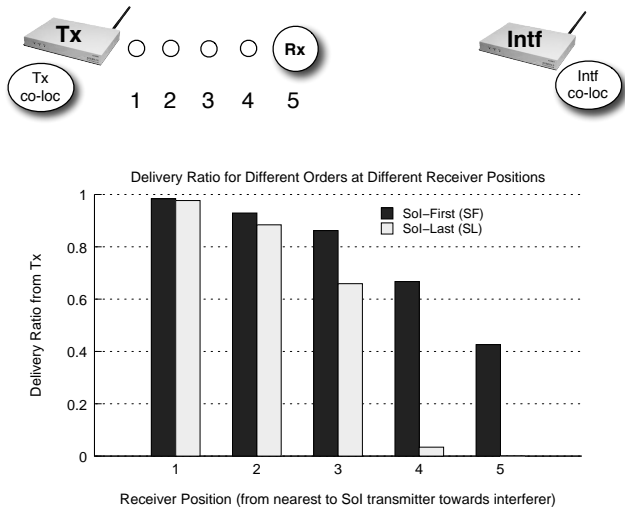 Tx
Rx
Intf
Tx
co-loc
Intf
co-loc
1 2 3 4 5
Delivery Ratio for Different Orders at Different Receiver Positions
SoI−First (SF)
SoI−Last (SL)
1
0.8
0.6
0.4
0.2
0
Delivery Ratio from Tx
1 2 3 4 5
Receiver Position (from nearest to SoI transmitter towards interferer)